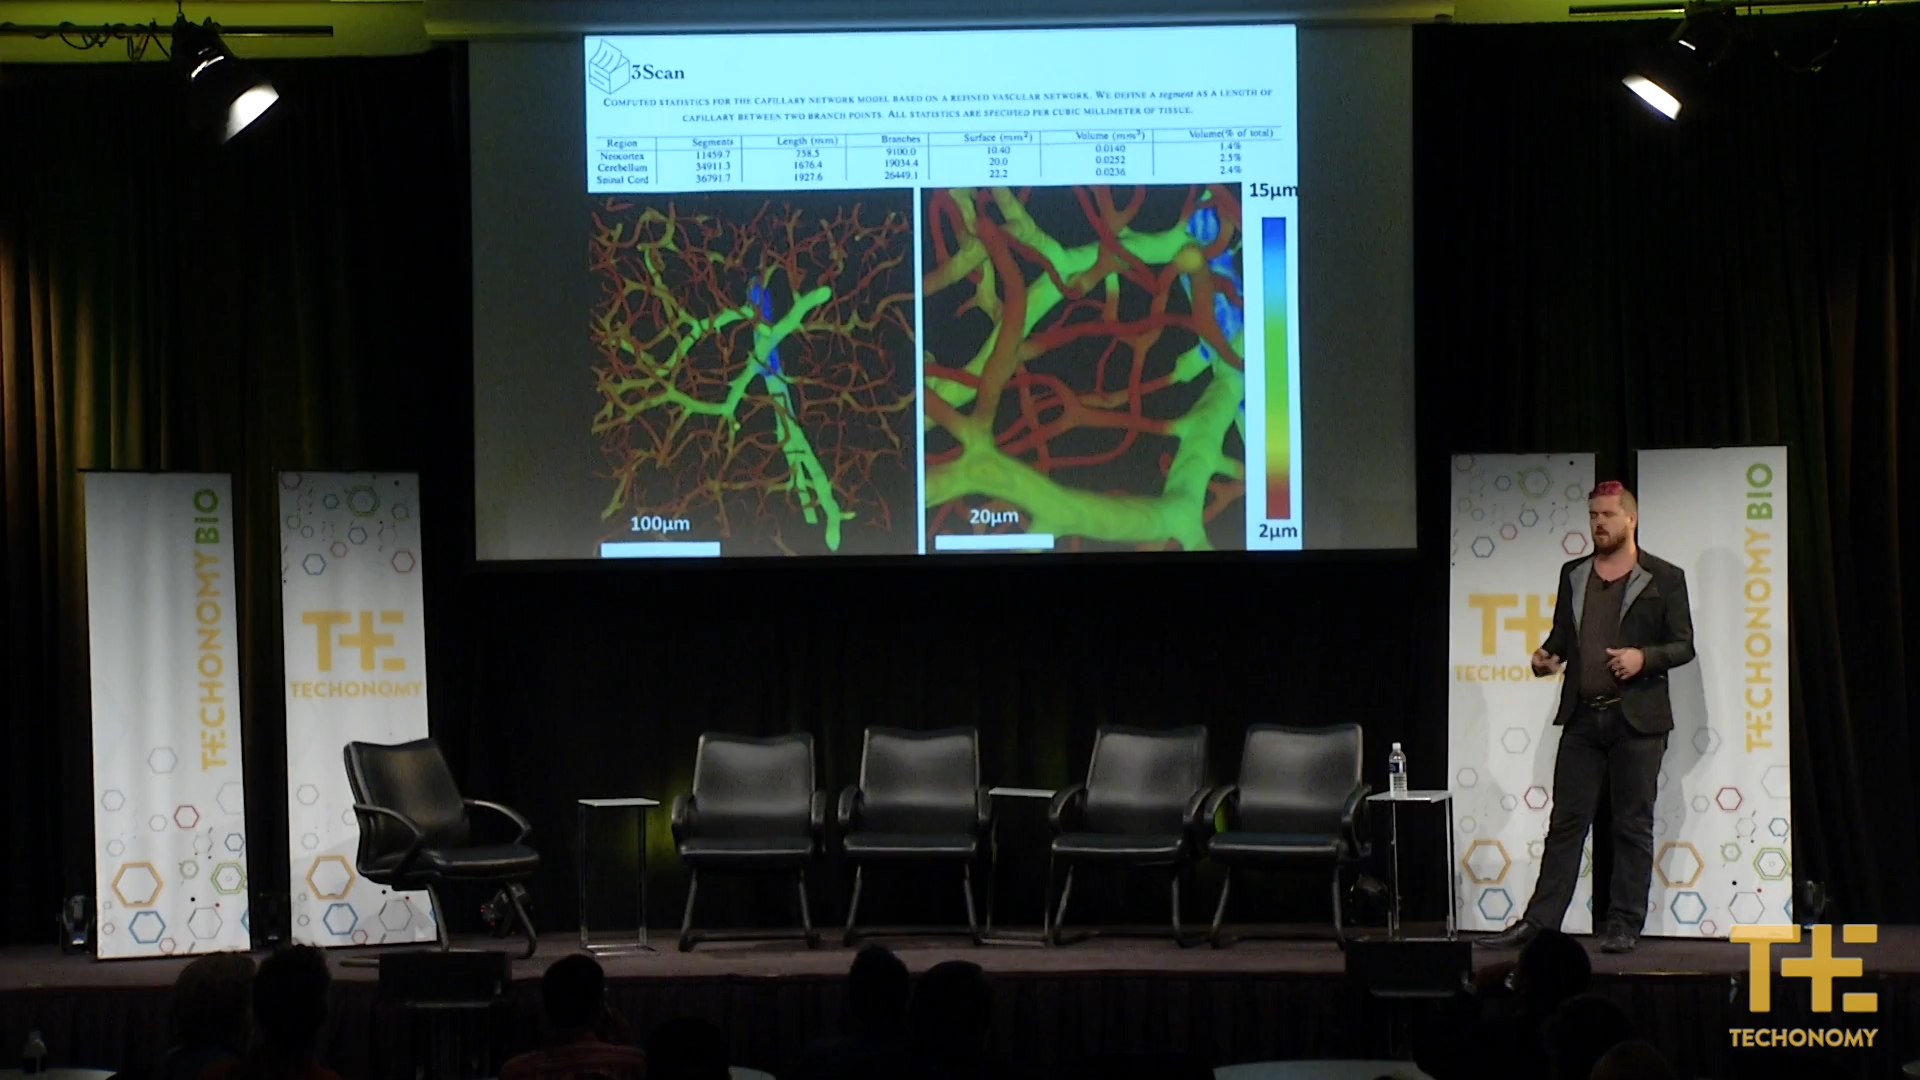 3Scan
COMPUTED STATISTICS FOR THE CAPILLARY NETWORK MODEL BASED ON A REFINED VASCULAR NETWORK. WE DEFINE A segment AS A LENGTH OF
CAPILLARY BETWEEN TWO BRANCH POINTS. ALL STATISTICS ARE SPECIFIED PER CUBIC MILLIMETER OF TISSUE.
Region Segments Length (mm) Branches Surface (mm²) Volume (mm³) Volume(% of total)
Neocortex 11459.7 758.5 9100.0 10.40 0.0140 1.4%
Cerebellum 34911.3 1676.4 19034.4 20.0 0.0252 2.5%
Spinal Cord 36791.7 1927.6 26449.1 22.2 0.0236 2.4%
15µm
100µm
20µm
2µm
TECHONOMY BIO
TE
TECHONOMY
TE
TECHONO
TECHONOMY BIO
TE
TECHONOMY